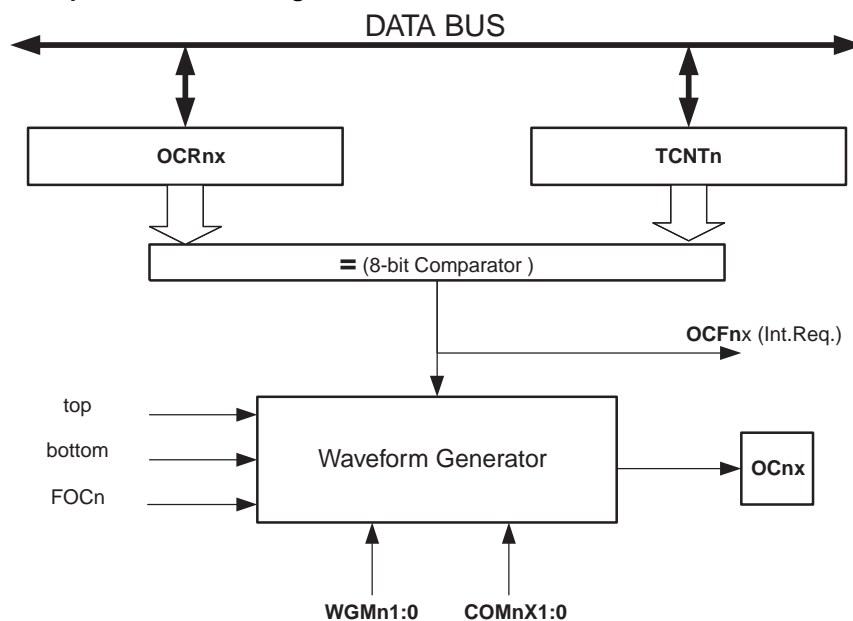 DATA BUS
OCRnx
TCNTn
= (8-bit Comparator )
OCFnx (Int.Req.)
top
bottom
FOCn
Waveform Generator
OCnx
WGMn1:0
COMnX1:0